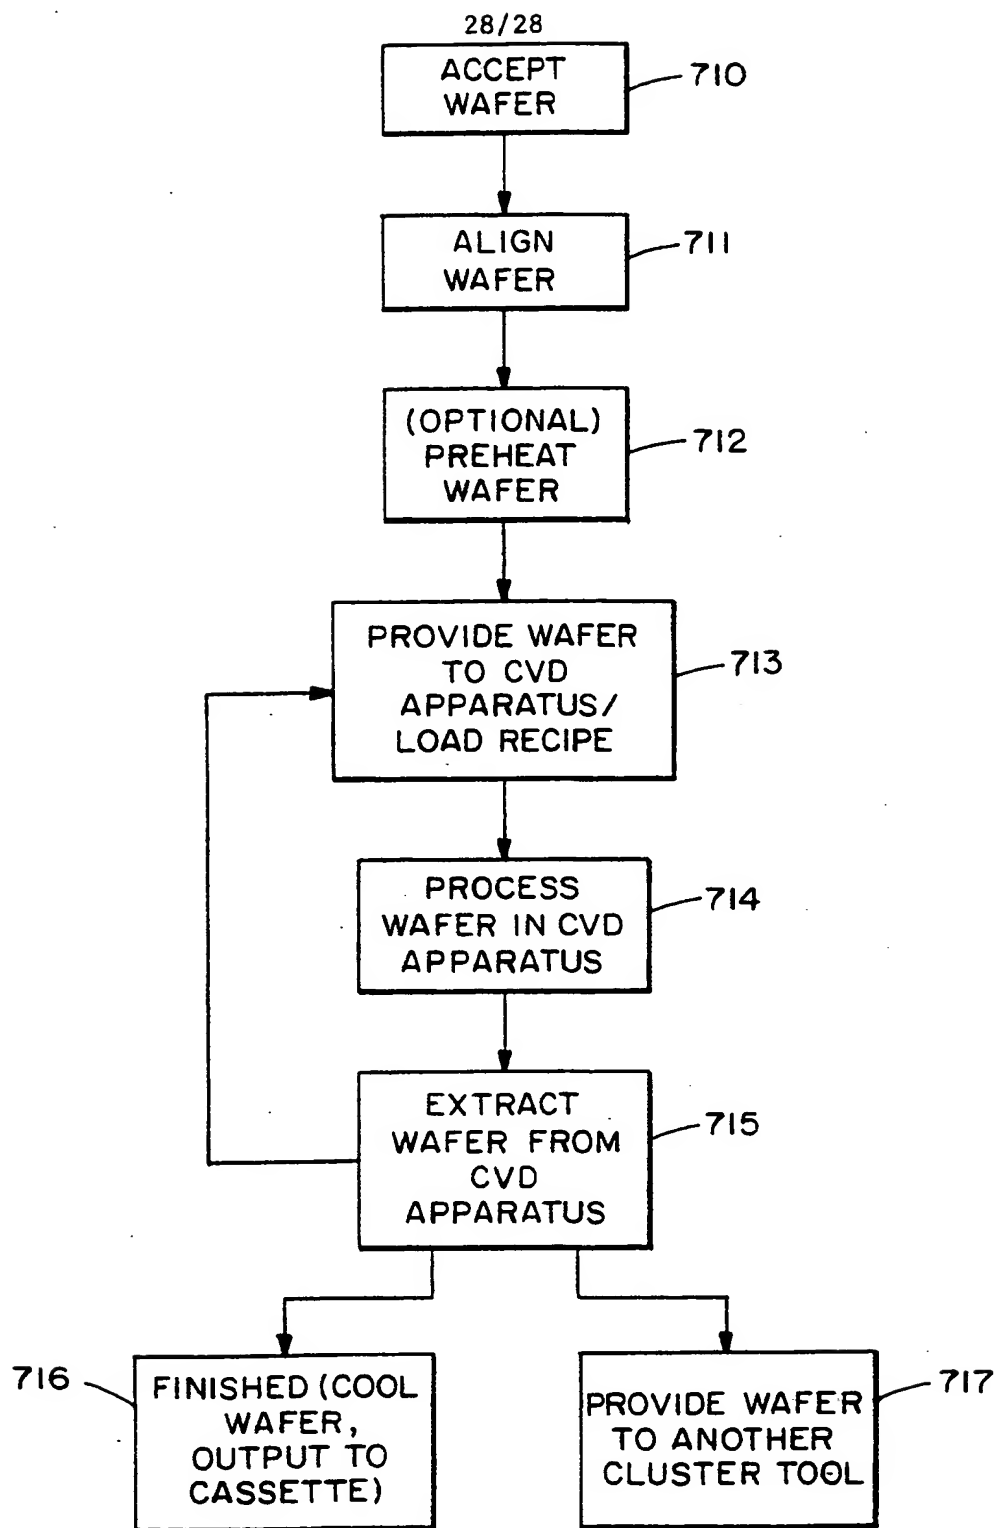 28/28
ACCEPT
WAFER
710
ALIGN
WAFER
711
(OPTIONAL)
PREHEAT
WAFER
712
PROVIDE WAFER
TO CVD
APPARATUS/
LOAD RECIPE
713
PROCESS
WAFER IN CVD
APPARATUS
714
EXTRACT
WAFER FROM
CVD
APPARATUS
715
716
FINISHED (COOL
WAFER,
OUTPUT TO
CASSETTE)
PROVIDE WAFER
TO ANOTHER
CLUSTER TOOL
717